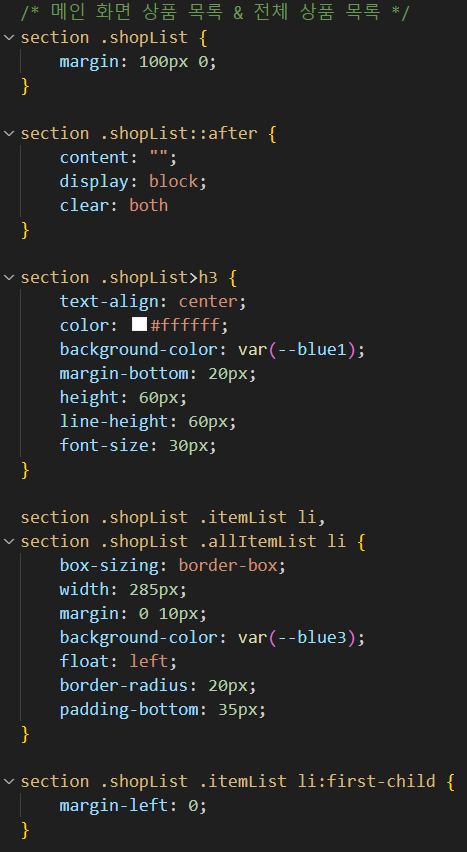 /* 메인 화면 상품 목록 & 전체 상품 목록 */
section .shopList {
    margin: 100px 0;
}

section .shopList::after {
    content: "";
    display: block;
    clear: both
}

section .shopList>h3 {
    text-align: center;
    color: #ffffff;
    background-color: var(--blue1);
    margin-bottom: 20px;
    height: 60px;
    line-height: 60px;
    font-size: 30px;
}

section .shopList .itemList li,
section .shopList .allItemList li {
    box-sizing: border-box;
    width: 285px;
    margin: 0 10px;
    background-color: var(--blue3);
    float: left;
    border-radius: 20px;
    padding-bottom: 35px;
}

section .shopList .itemList li:first-child {
    margin-left: 0;
}